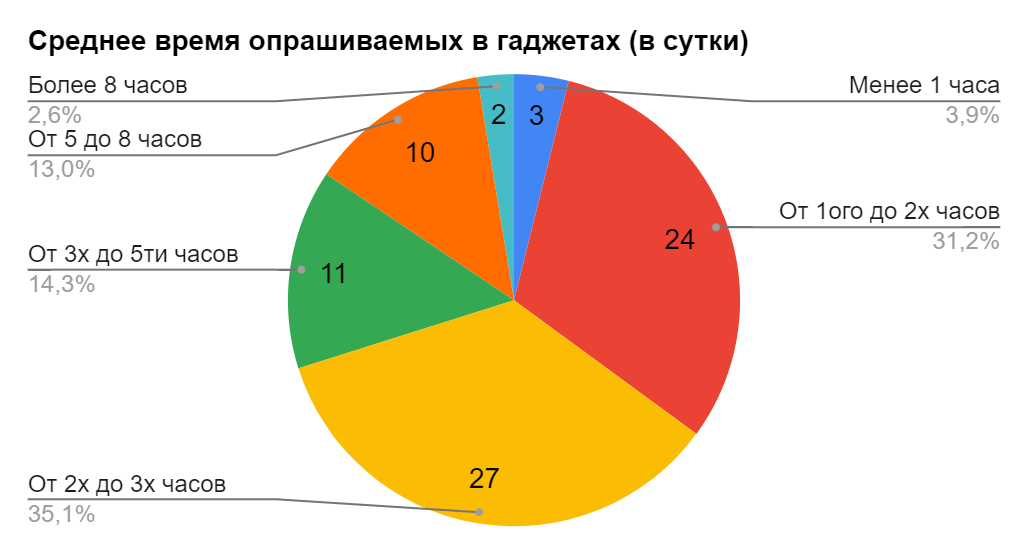 Среднее время опрашиваемых в гаджетах (в сутки)
Более 8 часов
2,6%
От 5 до 8 часов
13,0%
От 3х до 5ти часов
14,3%
От 2х до 3х часов
35,1%
Менее 1 часа
3,9%
От 1ого до 2х часов
31,2%
2
3
10
24
11
27